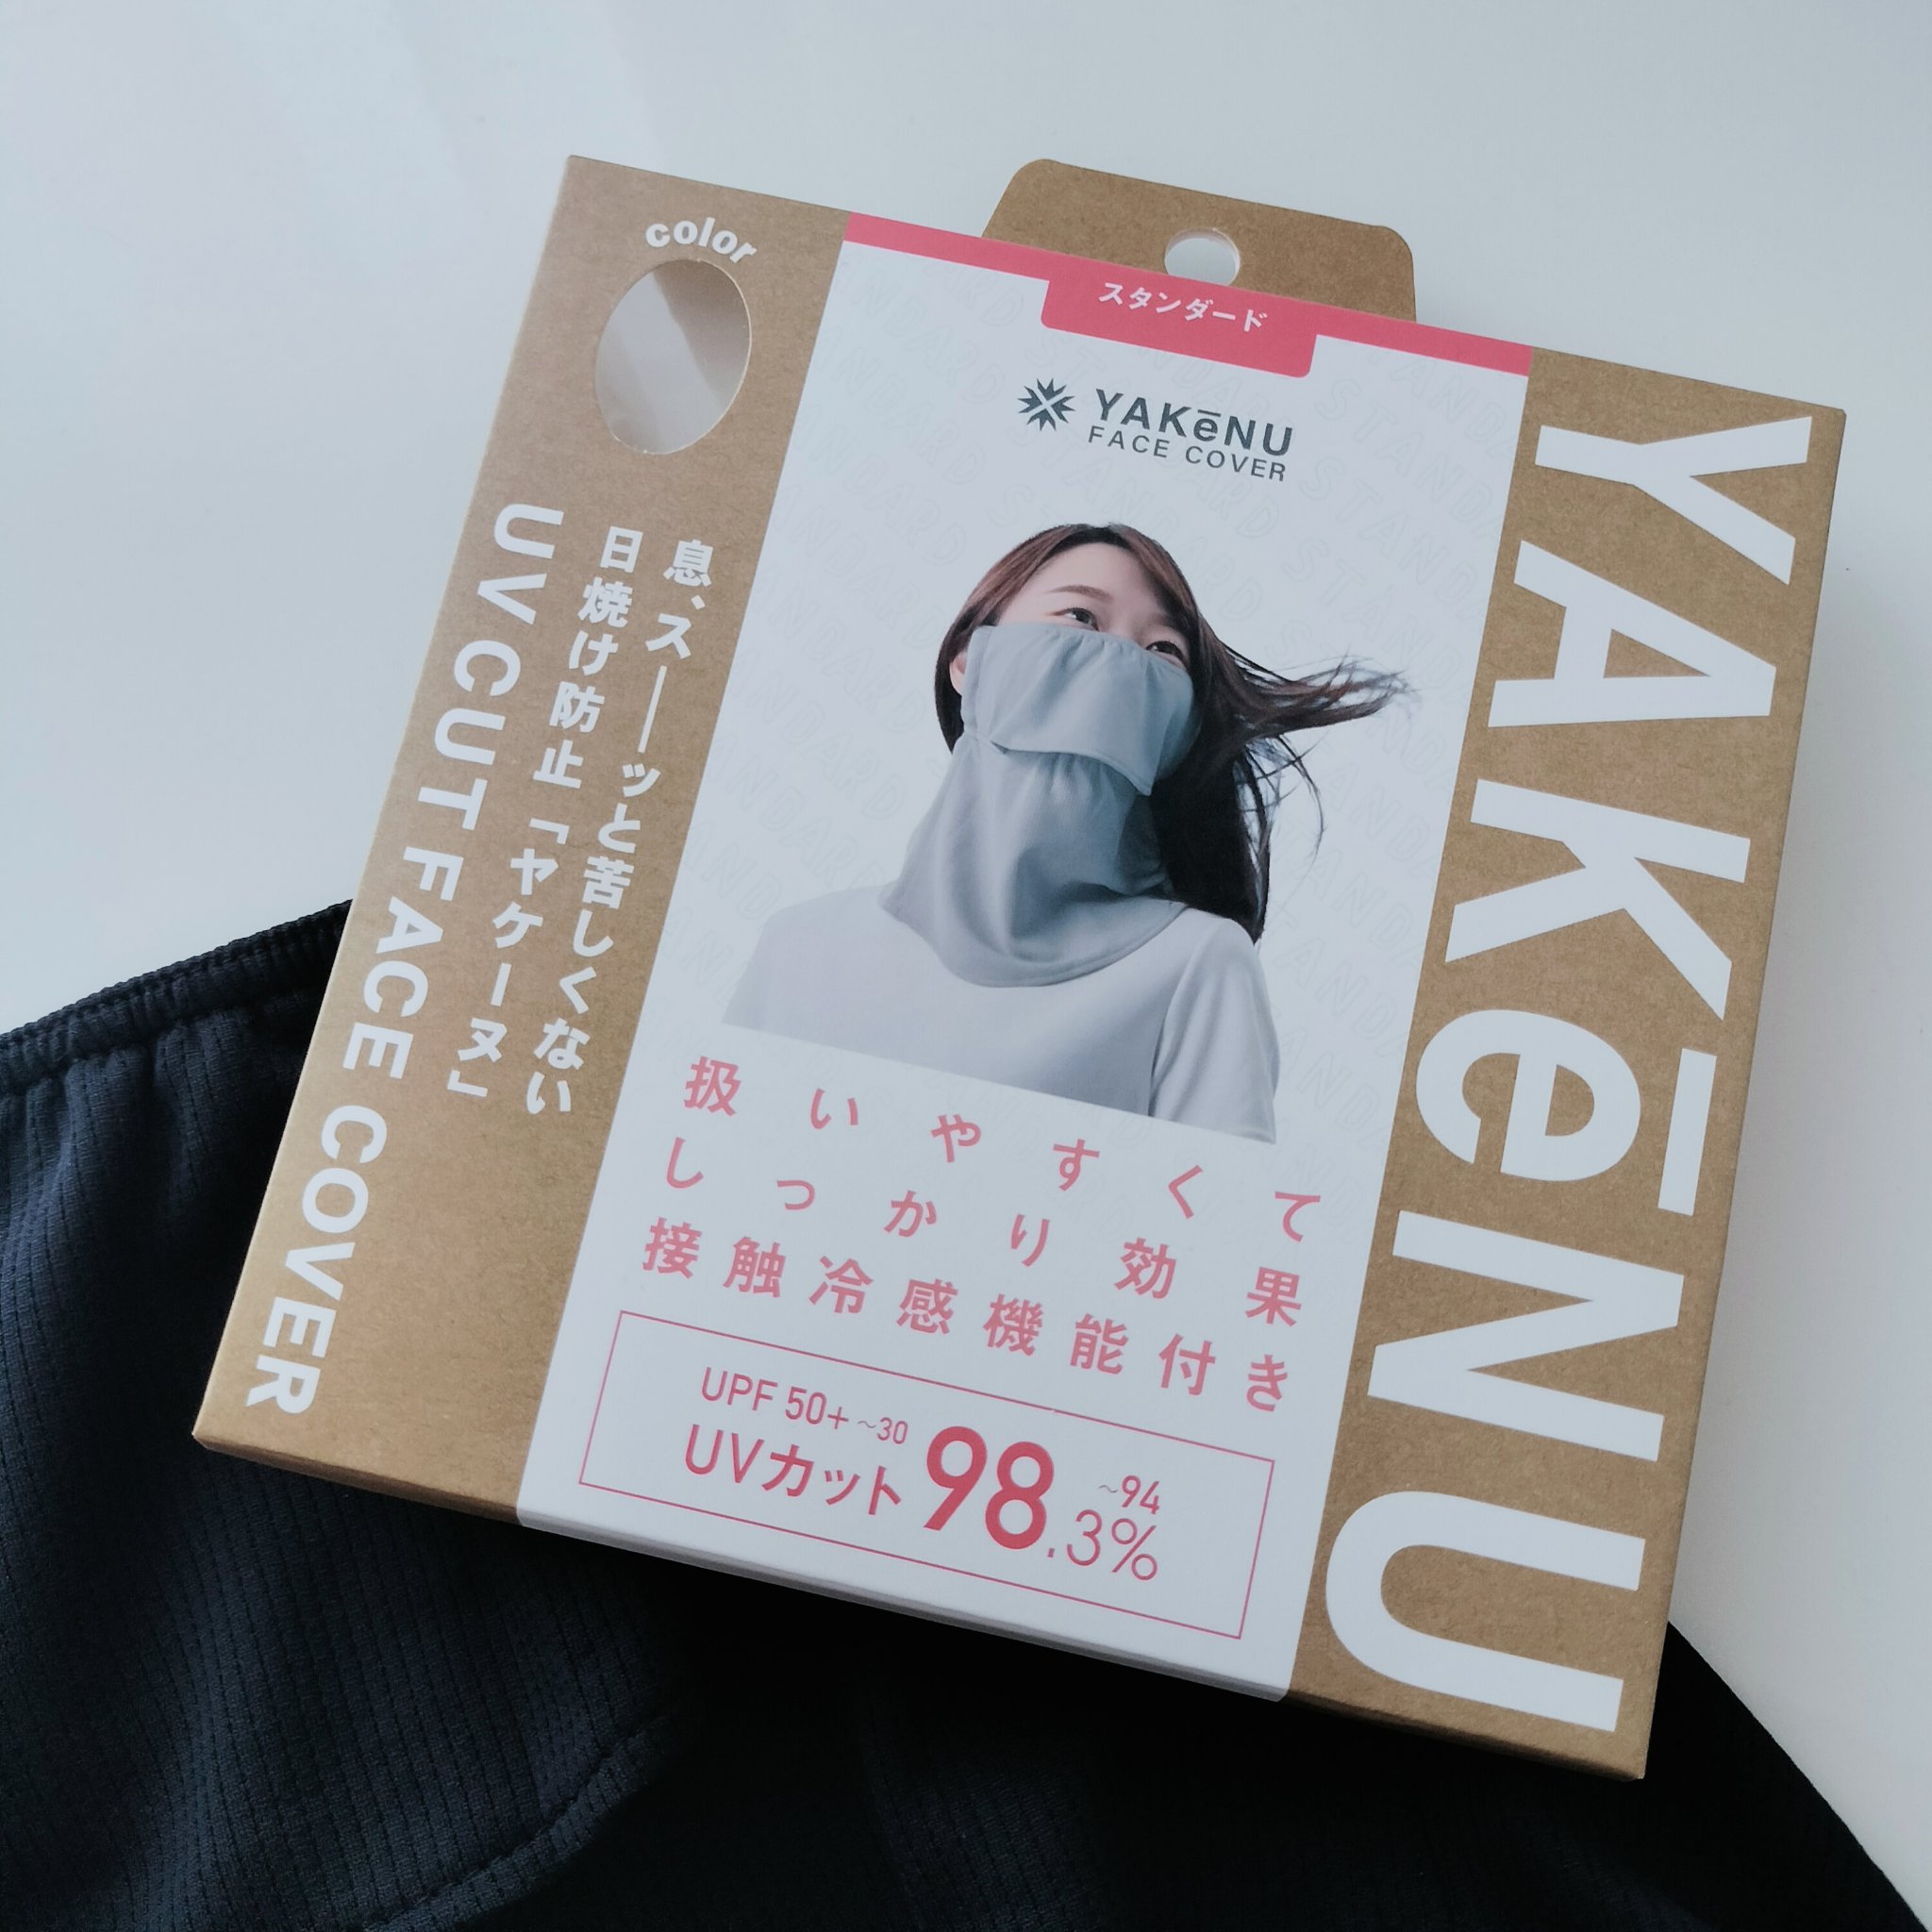 color
息、スーッと苦しくない
日焼け防止「ヤケーヌ」
UV CUT FACE COVER
スタンダード
YAKēNU
FACE COVER
扱いやすくて
しっかり効果
接触冷感機能付き
UPF 50+ ~30
UVカット 98.3% ~94
YAKēNU